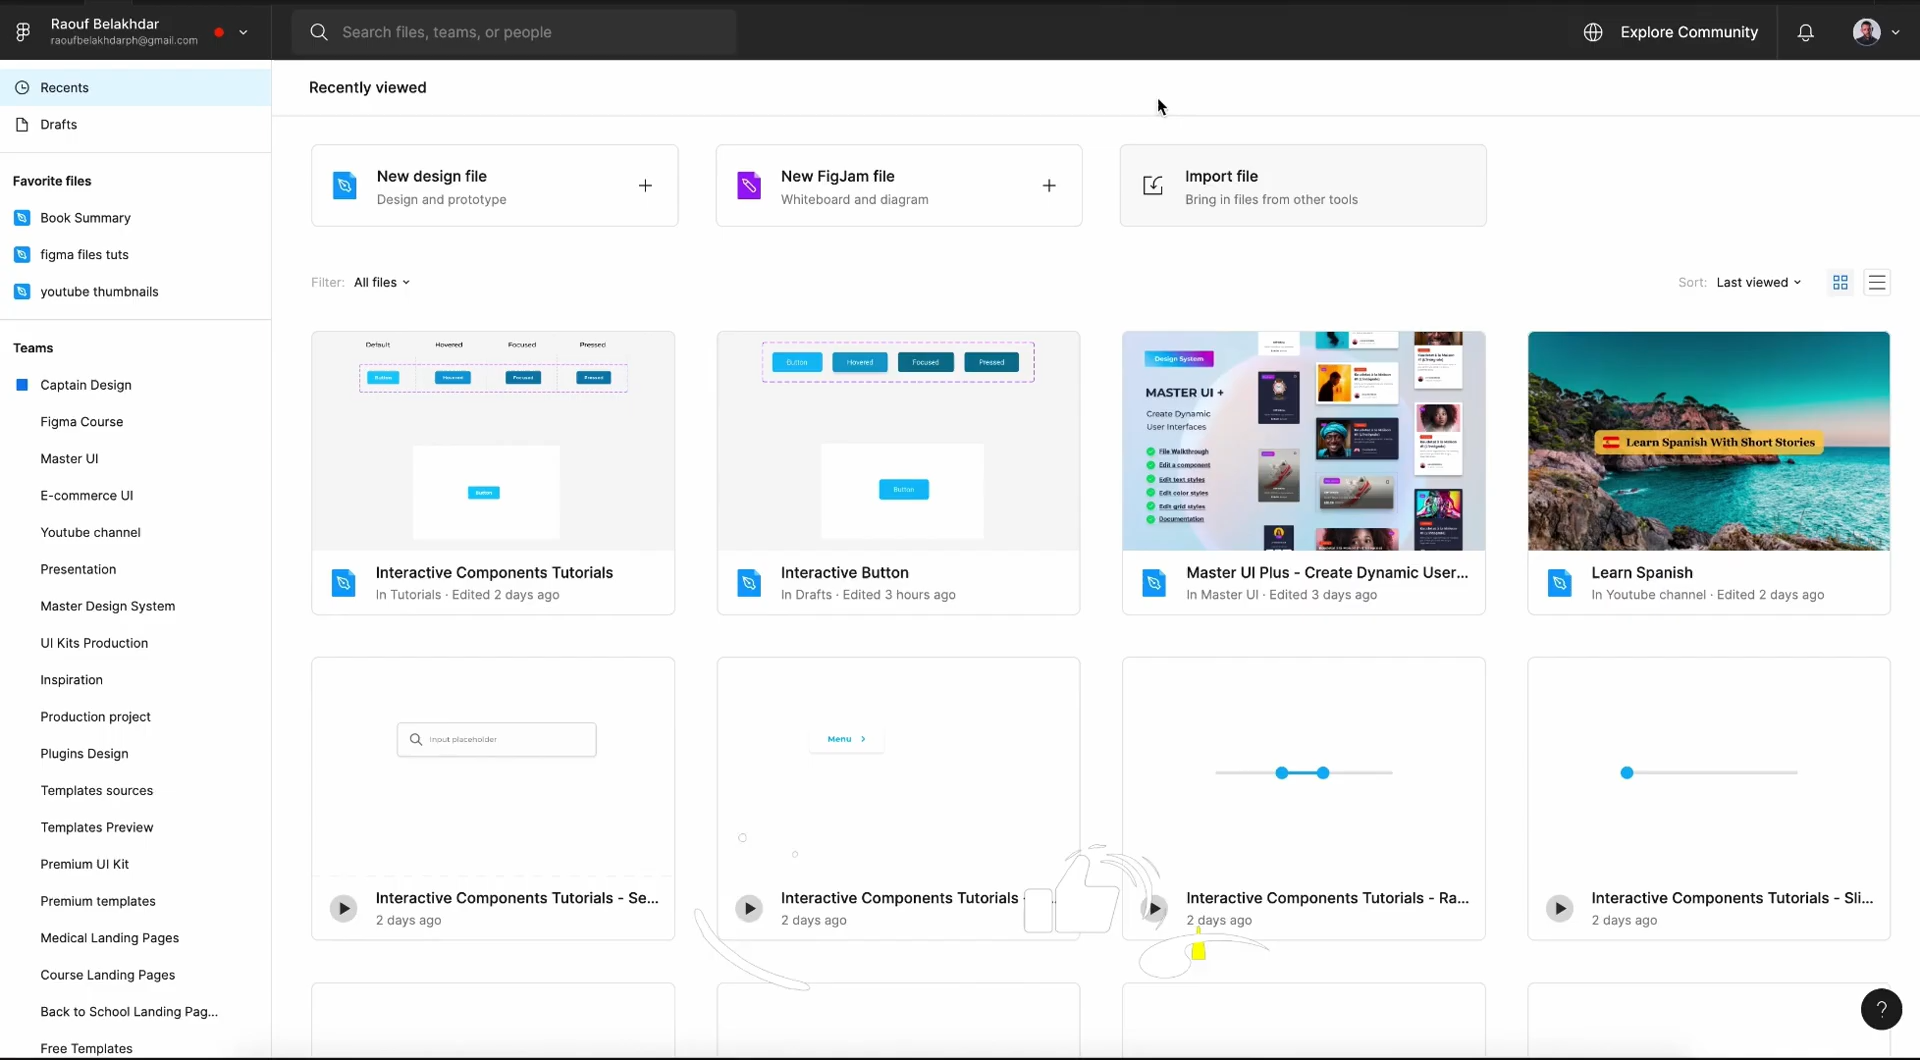 Raouf Belakhdar
raoufbelakhdarph@gmail.com
Search files, teams, or people
Explore Community
Recents
Drafts
Favorite files
Book Summary
figma files tuts
youtube thumbnails
Teams
Captain Design
Figma Course
Master UI
E-commerce UI
Youtube channel
Presentation
Master Design System
UI Kits Production
Inspiration
Production project
Plugins Design
Templates sources
Templates Preview
Premium UI Kit
Premium templates
Medical Landing Pages
Course Landing Pages
Back to School Landing Pag...
Free Templates
Recently viewed
New design file
Design and prototype
New FigJam file
Whiteboard and diagram
Import file
Bring in files from other tools
Filter: All files
Sort: Last viewed
Default Hovered Focused Pressed
Button Hovered Focused Pressed
Button
Interactive Components Tutorials
In Tutorials · Edited 2 days ago
Button Hovered Focused Pressed
Button
Interactive Button
In Drafts · Edited 3 hours ago
Design System
MASTER UI +
Create Dynamic
User Interfaces
File Walkthrough
Edit a component
Edit text styles
Edit color styles
Edit grid styles
Documentation
Master UI Plus - Create Dynamic User...
In Master UI · Edited 3 days ago
Learn Spanish With Short Stories
Learn Spanish
In Youtube channel · Edited 2 days ago
Input placeholder
Interactive Components Tutorials - Se...
2 days ago
Menu
Interactive Components Tutorials -
2 days ago
Interactive Components Tutorials - Ra...
2 days ago
Interactive Components Tutorials - Sli...
2 days ago
?